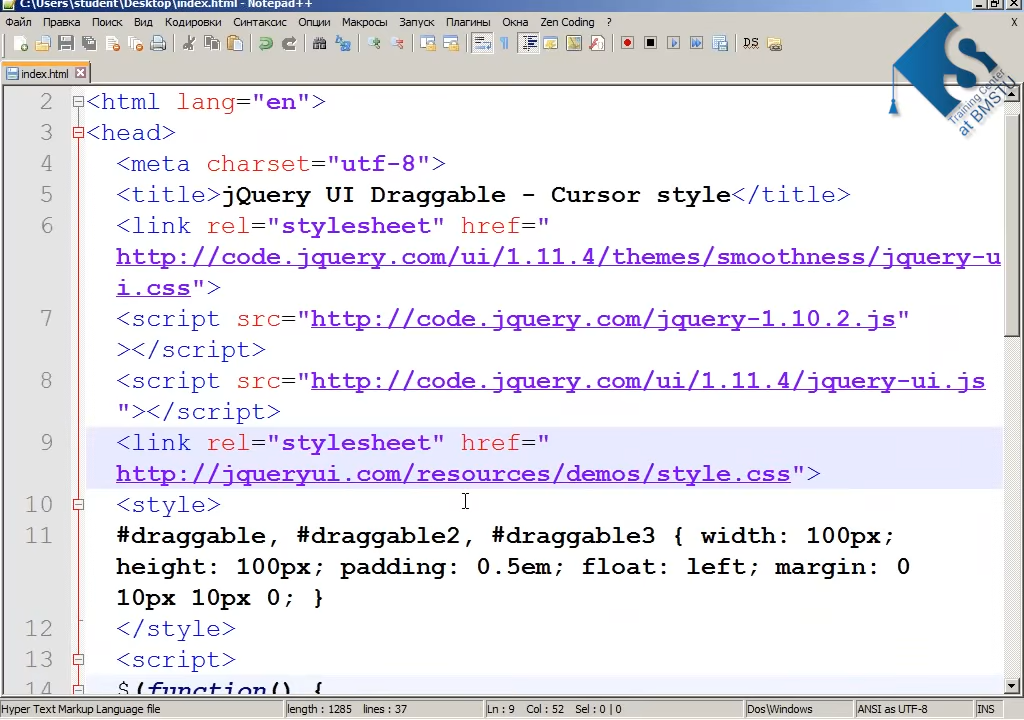 C:\Users\student\Desktop\index.html - Notepad++
Файл Правка Поиск Вид Кодировки Синтаксис Опции Макросы Запуск Плагины Окна Zen Coding ? X
DS
index.html
S
Training Center
at BMSTU
2 <html lang="en">
3 <head>
4 <meta charset="utf-8">
5 <title>jQuery UI Draggable - Cursor style</title>
6 <link rel="stylesheet" href="
http://code.jquery.com/ui/1.11.4/themes/smoothness/jquery-u
i.css">
7 <script src="http://code.jquery.com/jquery-1.10.2.js"
></script>
8 <script src="http://code.jquery.com/ui/1.11.4/jquery-ui.js
"></script>
9 <link rel="stylesheet" href="
http://jqueryui.com/resources/demos/style.css">
10 <style>
11 #draggable, #draggable2, #draggable3 { width: 100px;
height: 100px; padding: 0.5em; float: left; margin: 0
10px 10px 0; }
12 </style>
13 <script>
14 $(function() {
Hyper Text Markup Language file length : 1285 lines : 37 Ln : 9 Col : 52 Sel : 0 | 0 Dos\Windows ANSI as UTF-8 INS